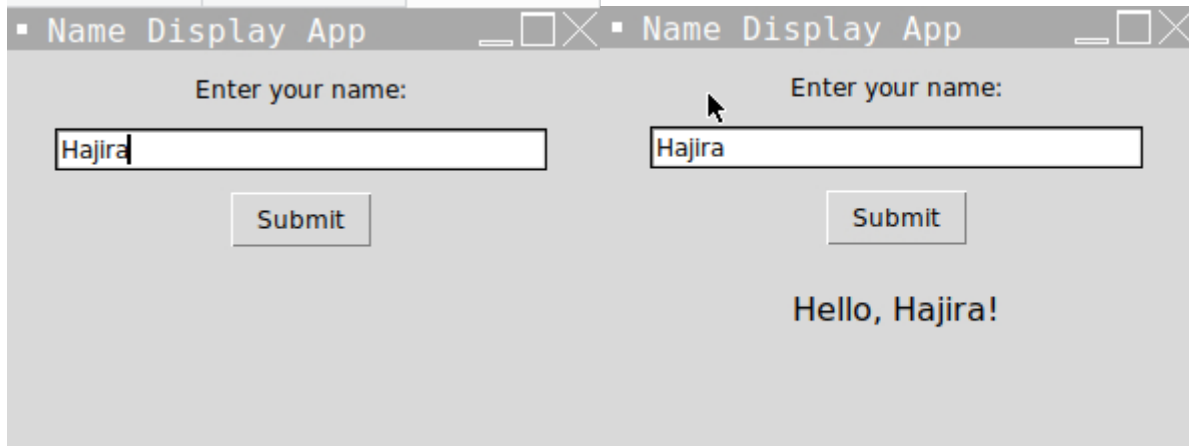 Name Display App
Enter your name:
Hajira
Submit
Name Display App
Enter your name:
Hajira
Submit
Hello, Hajira!